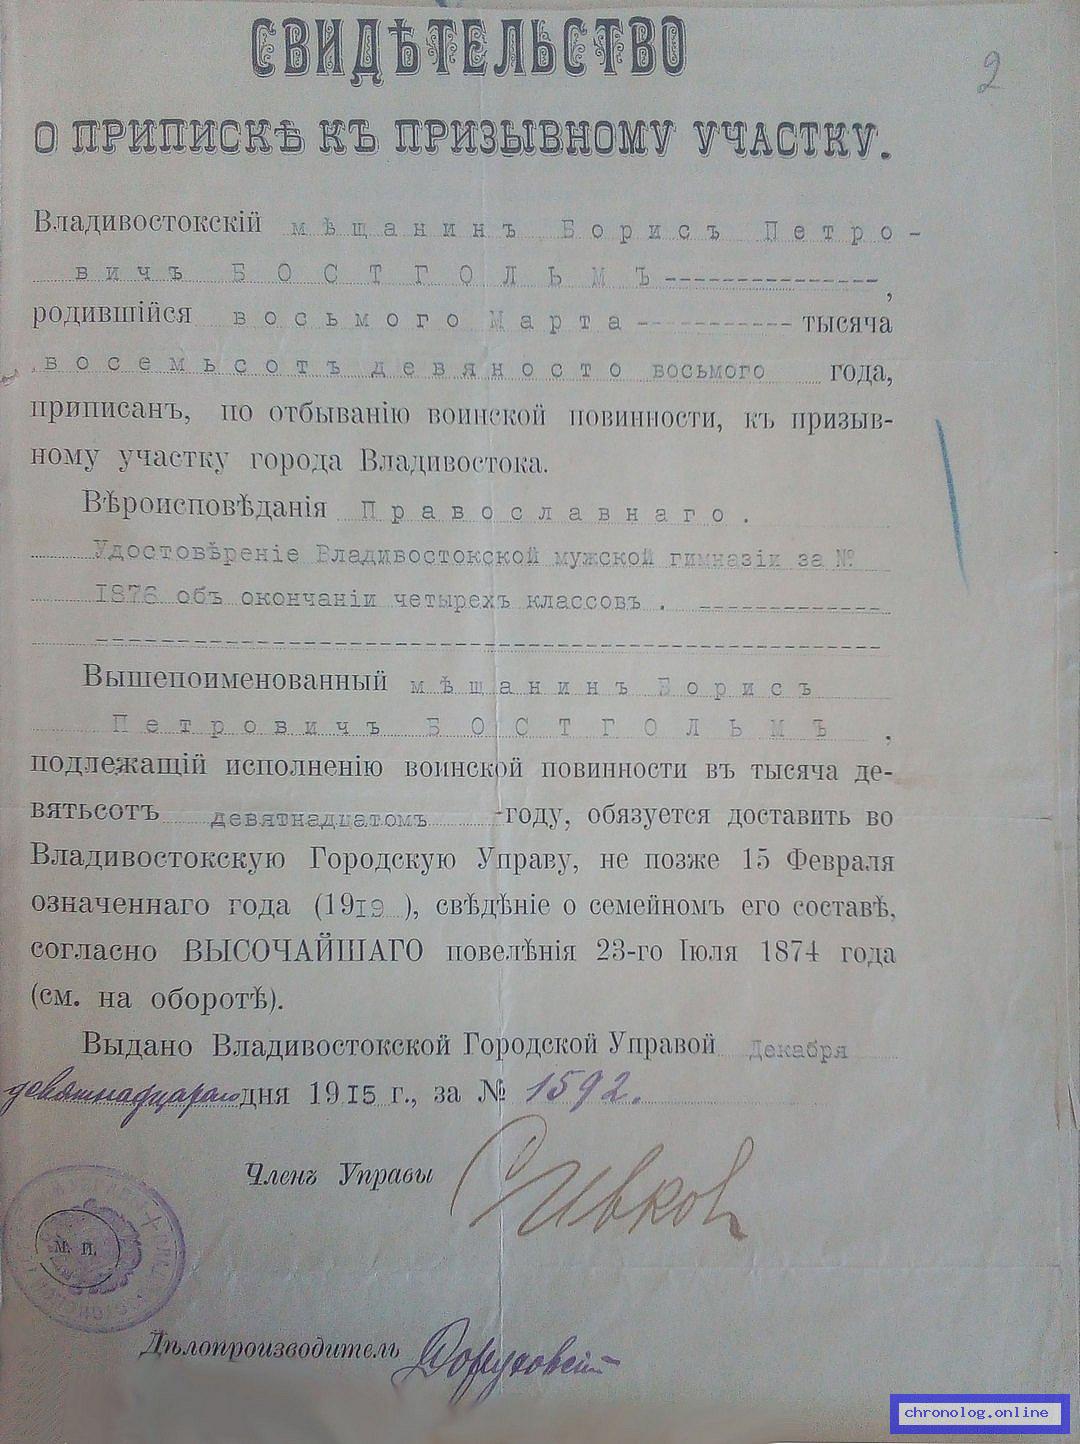 СВИДѢТЕЛЬСТВО
2
О ПРИПИСКѢ КЪ ПРИЗЫВНОМУ УЧАСТКУ.
Владивостокскій мѣщанинъ Борисъ Петро-
вичъ БОСТГОЛЬМЪ---------------,
родившійся восьмого Марта----------- тысяча
восемьсотъ девяносто восьмого года,
приписанъ, по отбыванію воинской повинности, къ призыв-
ному участку города Владивостока.
Вѣроисповѣданія Православнаго.
Удостовѣреніе Владивостокской мужской гимназіи за №
1876 объ окончаніи четырехъ классовъ. -------------
Вышепоименованный мѣщанинъ Борисъ
Петровичъ БОСТГОЛЬМЪ,
подлежащій исполненію воинской повинности въ тысяча де-
вятьсотъ девятнадцатомъ -году, обязуется доставить во
Владивостокскую Городскую Управу, не позже 15 Февраля
означеннаго года (1919 ), свѣдѣніе о семейномъ его составѣ,
согласно ВЫСОЧАЙШАГО повелѣнія 23-го Іюля 1874 года
(см. на оборотѣ).
Выдано Владивостокской Городской Управой Декабря
девятнадцатаго дня 1915 г., за № 1592.
Членъ Управы Ивков
М. П.
Дѣлопроизводитель
chronolog.online